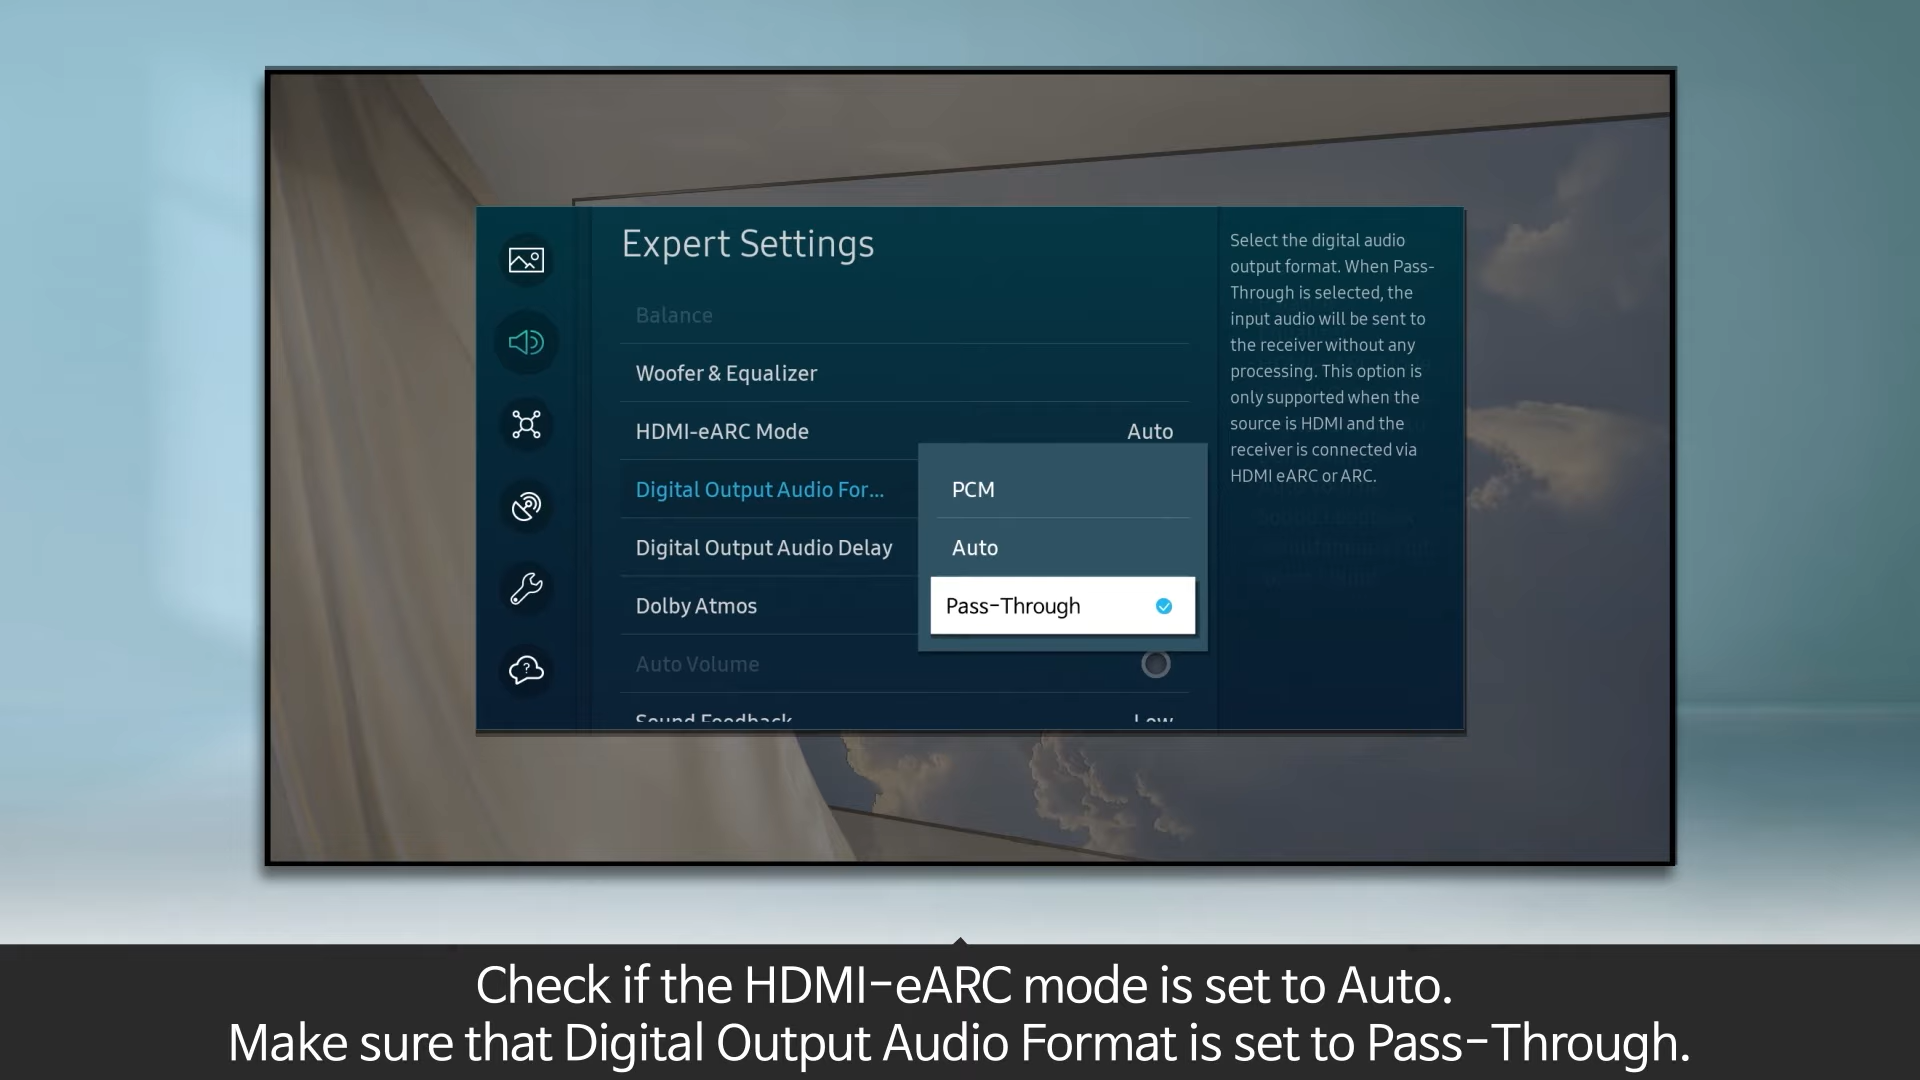 Expert Settings
Balance
Woofer & Equalizer
HDMI-eARC Mode Auto
Digital Output Audio For...
Digital Output Audio Delay
Dolby Atmos
Auto Volume
Sound Feedback Low
PCM
Auto
Pass-Through
Select the digital audio
output format. When Pass-
Through is selected, the
input audio will be sent to
the receiver without any
processing. This option is
only supported when the
source is HDMI and the
receiver is connected via
HDMI eARC or ARC.
Check if the HDMI-eARC mode is set to Auto.
Make sure that Digital Output Audio Format is set to Pass-Through.